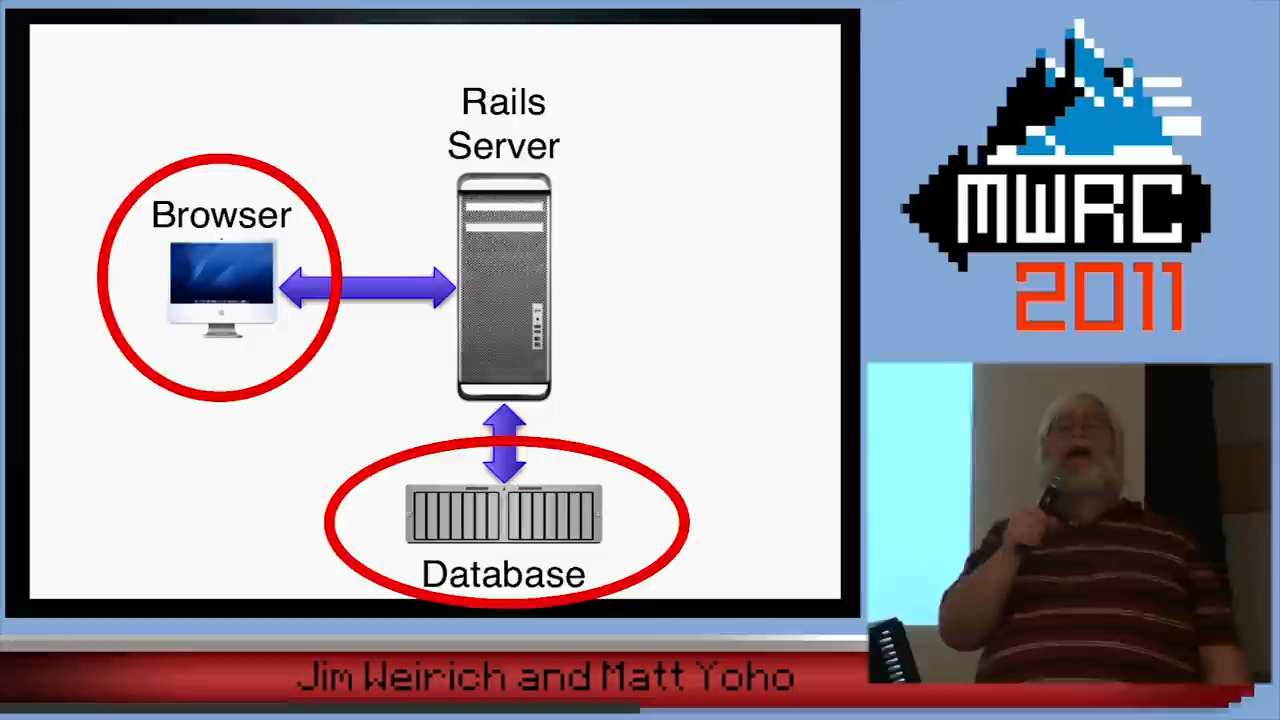 Rails
Server
Browser
Database
MWRC
2011
Jim Weirich and Matt Yoho